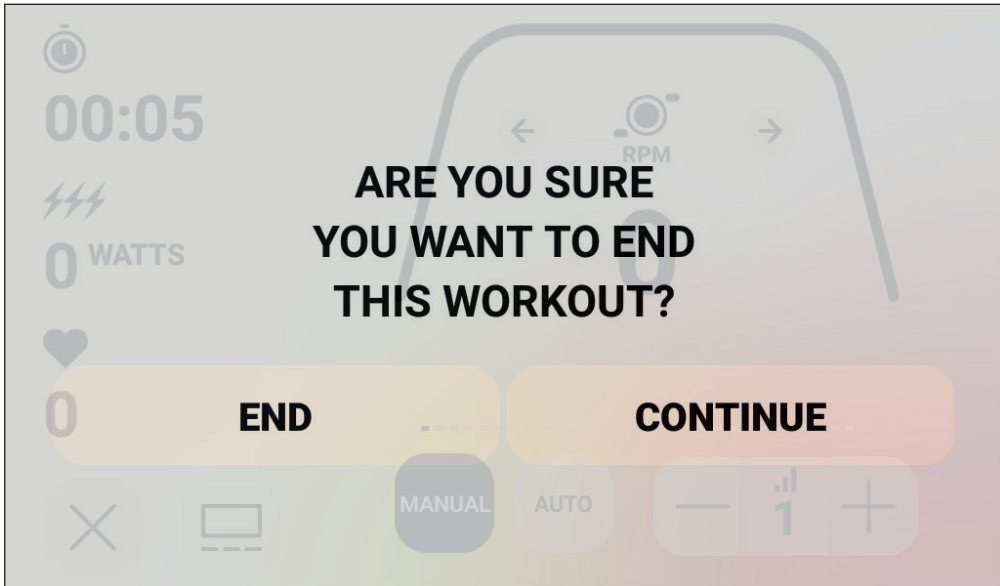 00:05
RPM
0
ARE YOU SURE
YOU WANT TO END
THIS WORKOUT?
0 WATTS
0
END
CONTINUE
MANUAL
AUTO
1